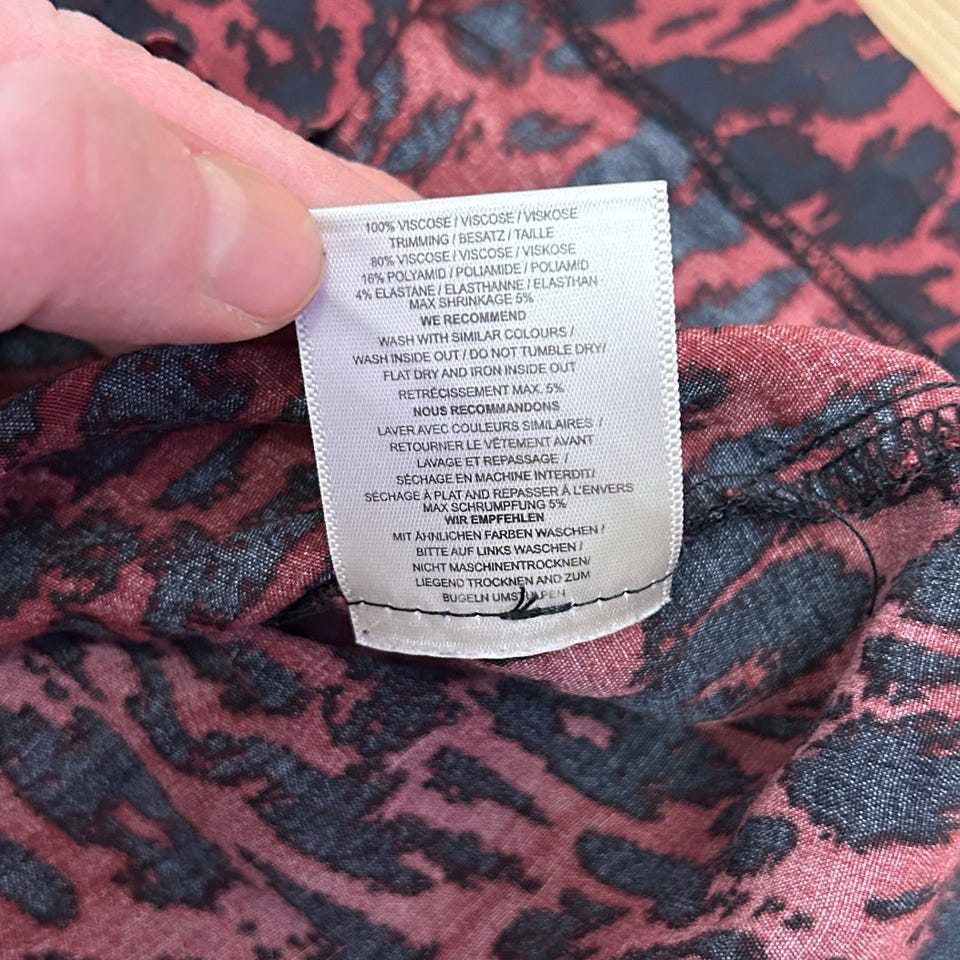 100% VISCOSE / VISCOSE / VISKOSE
TRIMMING / BESATZ / TAILLE
80% VISCOSE / VISCOSE / VISKOSE
16% POLYAMID / POLIAMIDE / POLIAMID
4% ELASTANE / ELASTHANNE / ELASTHAN
MAX SHRINKAGE 5%
WE RECOMMEND
WASH WITH SIMILAR COLOURS /
WASH INSIDE OUT / DO NOT TUMBLE DRY/
FLAT DRY AND IRON INSIDE OUT
RETRÉCISSEMENT MAX. 5%
NOUS RECOMMANDONS
LAVER AVEC COULEURS SIMILAIRES /
RETOURNER LE VÊTEMENT AVANT
LAVAGE ET REPASSAGE /
SÉCHAGE EN MACHINE INTERDIT/
SÉCHAGE À PLAT AND REPASSER À L'ENVERS
MAX SCHRUMPFUNG 5%
WIR EMPFEHLEN
MIT ÄHNLICHEN FARBEN WASCHEN /
BITTE AUF LINKS WASCHEN /
NICHT MASCHINENTROCKNEN/
LIEGEND TROCKNEN AND ZUM
BUGELN UMSTULPEN